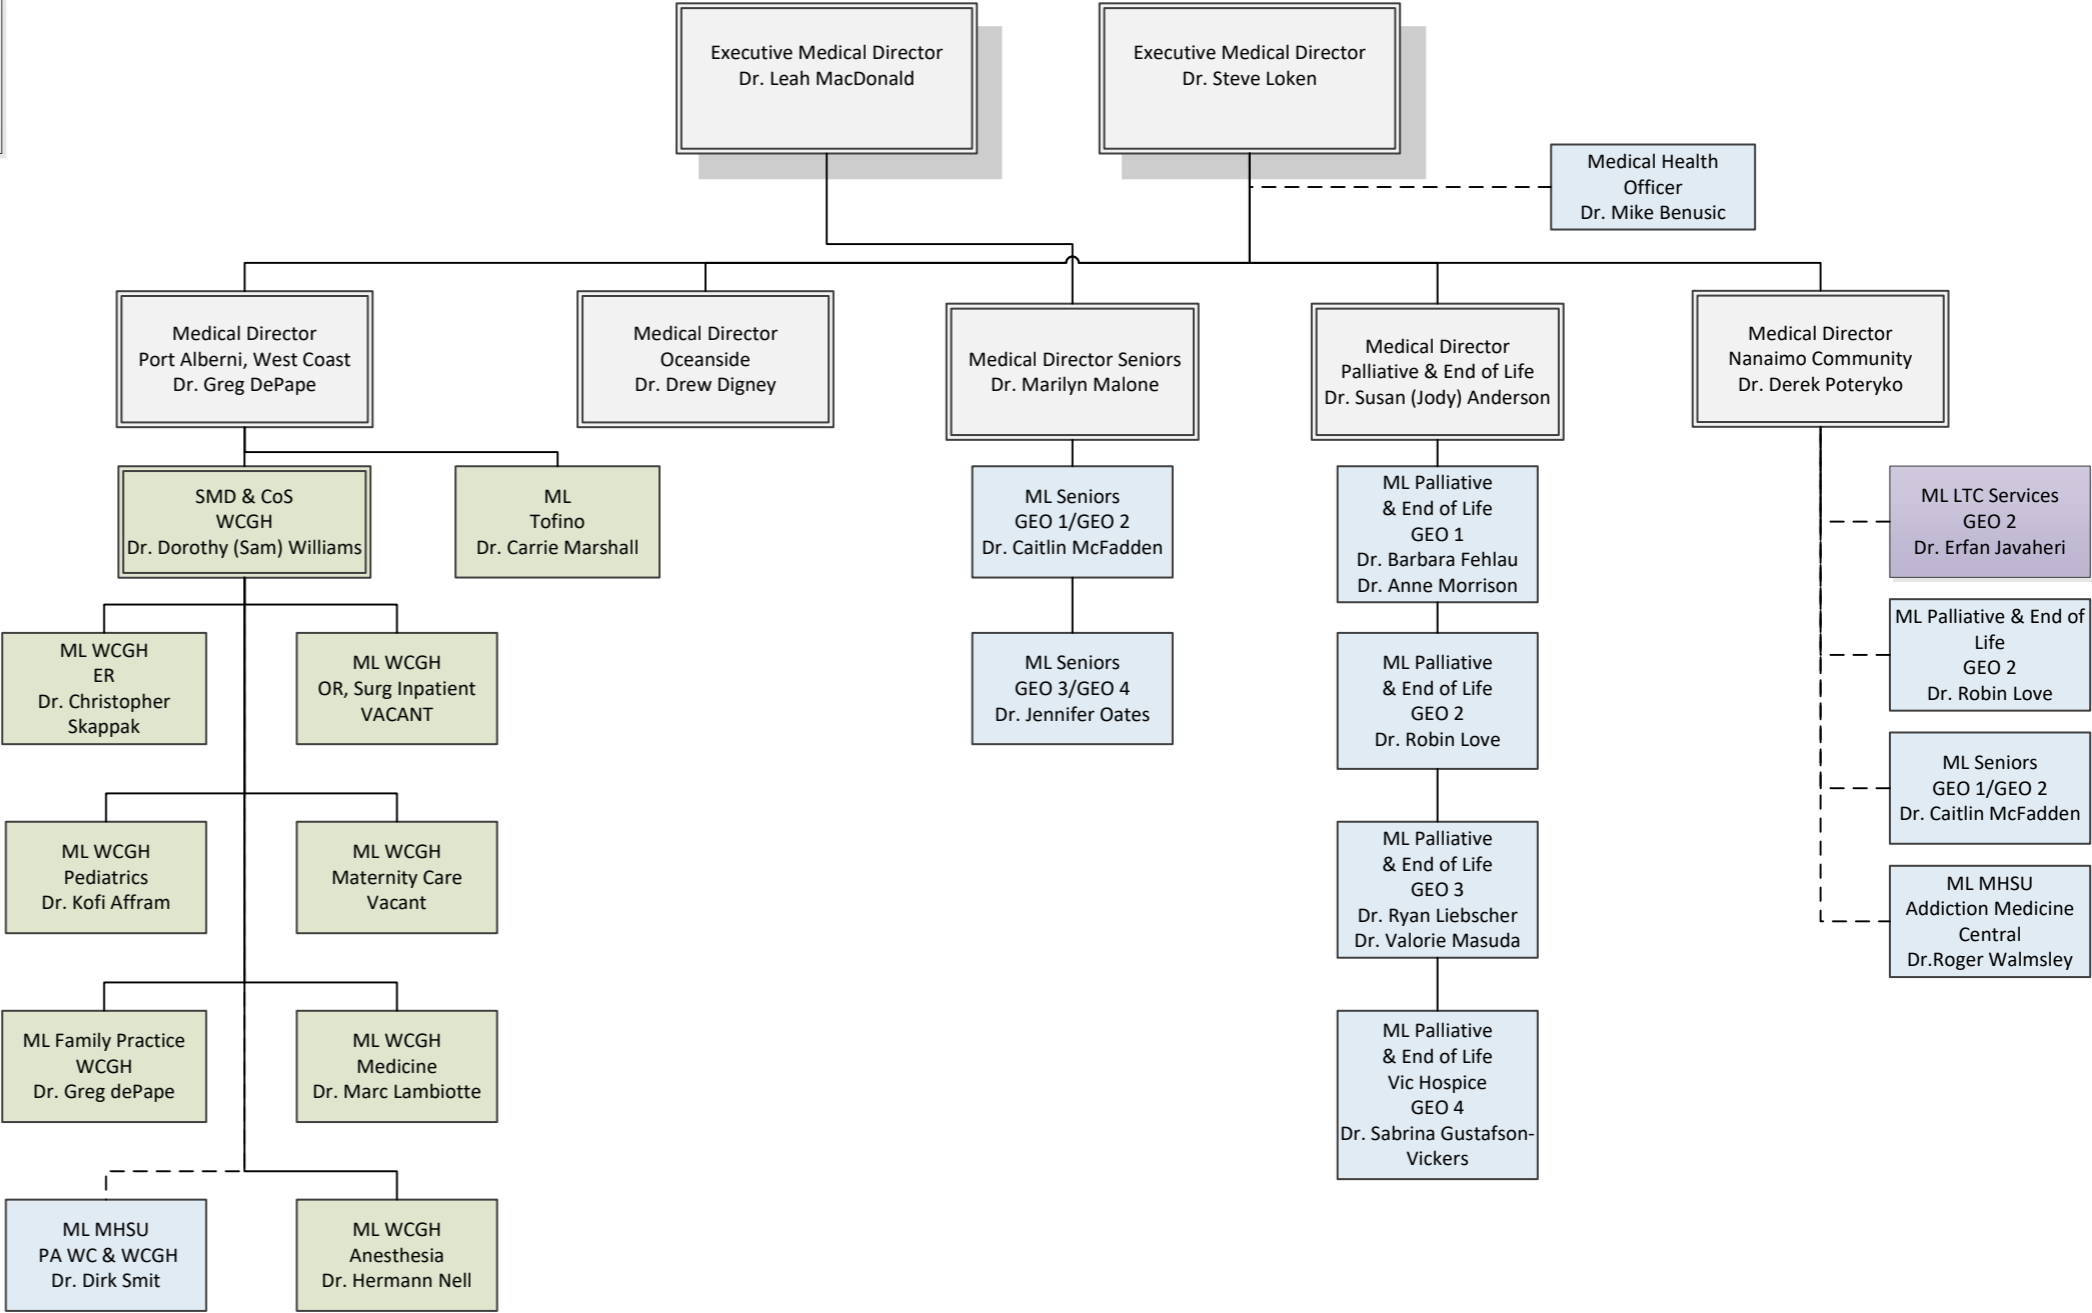 Executive Medical Director
Dr. Leah MacDonald
Executive Medical Director
Dr. Steve Loken
Medical Health
Officer
Dr. Mike Benusic
Medical Director
Port Alberni, West Coast
Dr. Greg DePape
Medical Director
Oceanside
Dr. Drew Digney
Medical Director Seniors
Dr. Marilyn Malone
Medical Director
Palliative & End of Life
Dr. Susan (Jody) Anderson
Medical Director
Nanaimo Community
Dr. Derek Poteryko
SMD & CoS
WCGH
Dr. Dorothy (Sam) Williams
ML
Tofino
Dr. Carrie Marshall
ML Seniors
GEO 1/GEO 2
Dr. Caitlin McFadden
ML Palliative
& End of Life
GEO 1
Dr. Barbara Fehlau
Dr. Anne Morrison
ML LTC Services
GEO 2
Dr. Erfan Javaheri
ML WCGH
ER
Dr. Christopher
Skappak
ML WCGH
OR, Surg Inpatient
VACANT
ML Seniors
GEO 3/GEO 4
Dr. Jennifer Oates
ML Palliative
& End of Life
GEO 2
Dr. Robin Love
ML Palliative & End of
Life
GEO 2
Dr. Robin Love
ML Seniors
GEO 1/GEO 2
Dr. Caitlin McFadden
ML WCGH
Pediatrics
Dr. Kofi Affram
ML WCGH
Maternity Care
Vacant
ML Palliative
& End of Life
GEO 3
Dr. Ryan Liebscher
Dr. Valorie Masuda
ML MHSU
Addiction Medicine
Central
Dr.Roger Walmsley
ML Family Practice
WCGH
Dr. Greg dePape
ML WCGH
Medicine
Dr. Marc Lambiotte
ML Palliative
& End of Life
Vic Hospice
GEO 4
Dr. Sabrina Gustafson-
Vickers
ML MHSU
PA WC & WCGH
Dr. Dirk Smit
ML WCGH
Anesthesia
Dr. Hermann Nell